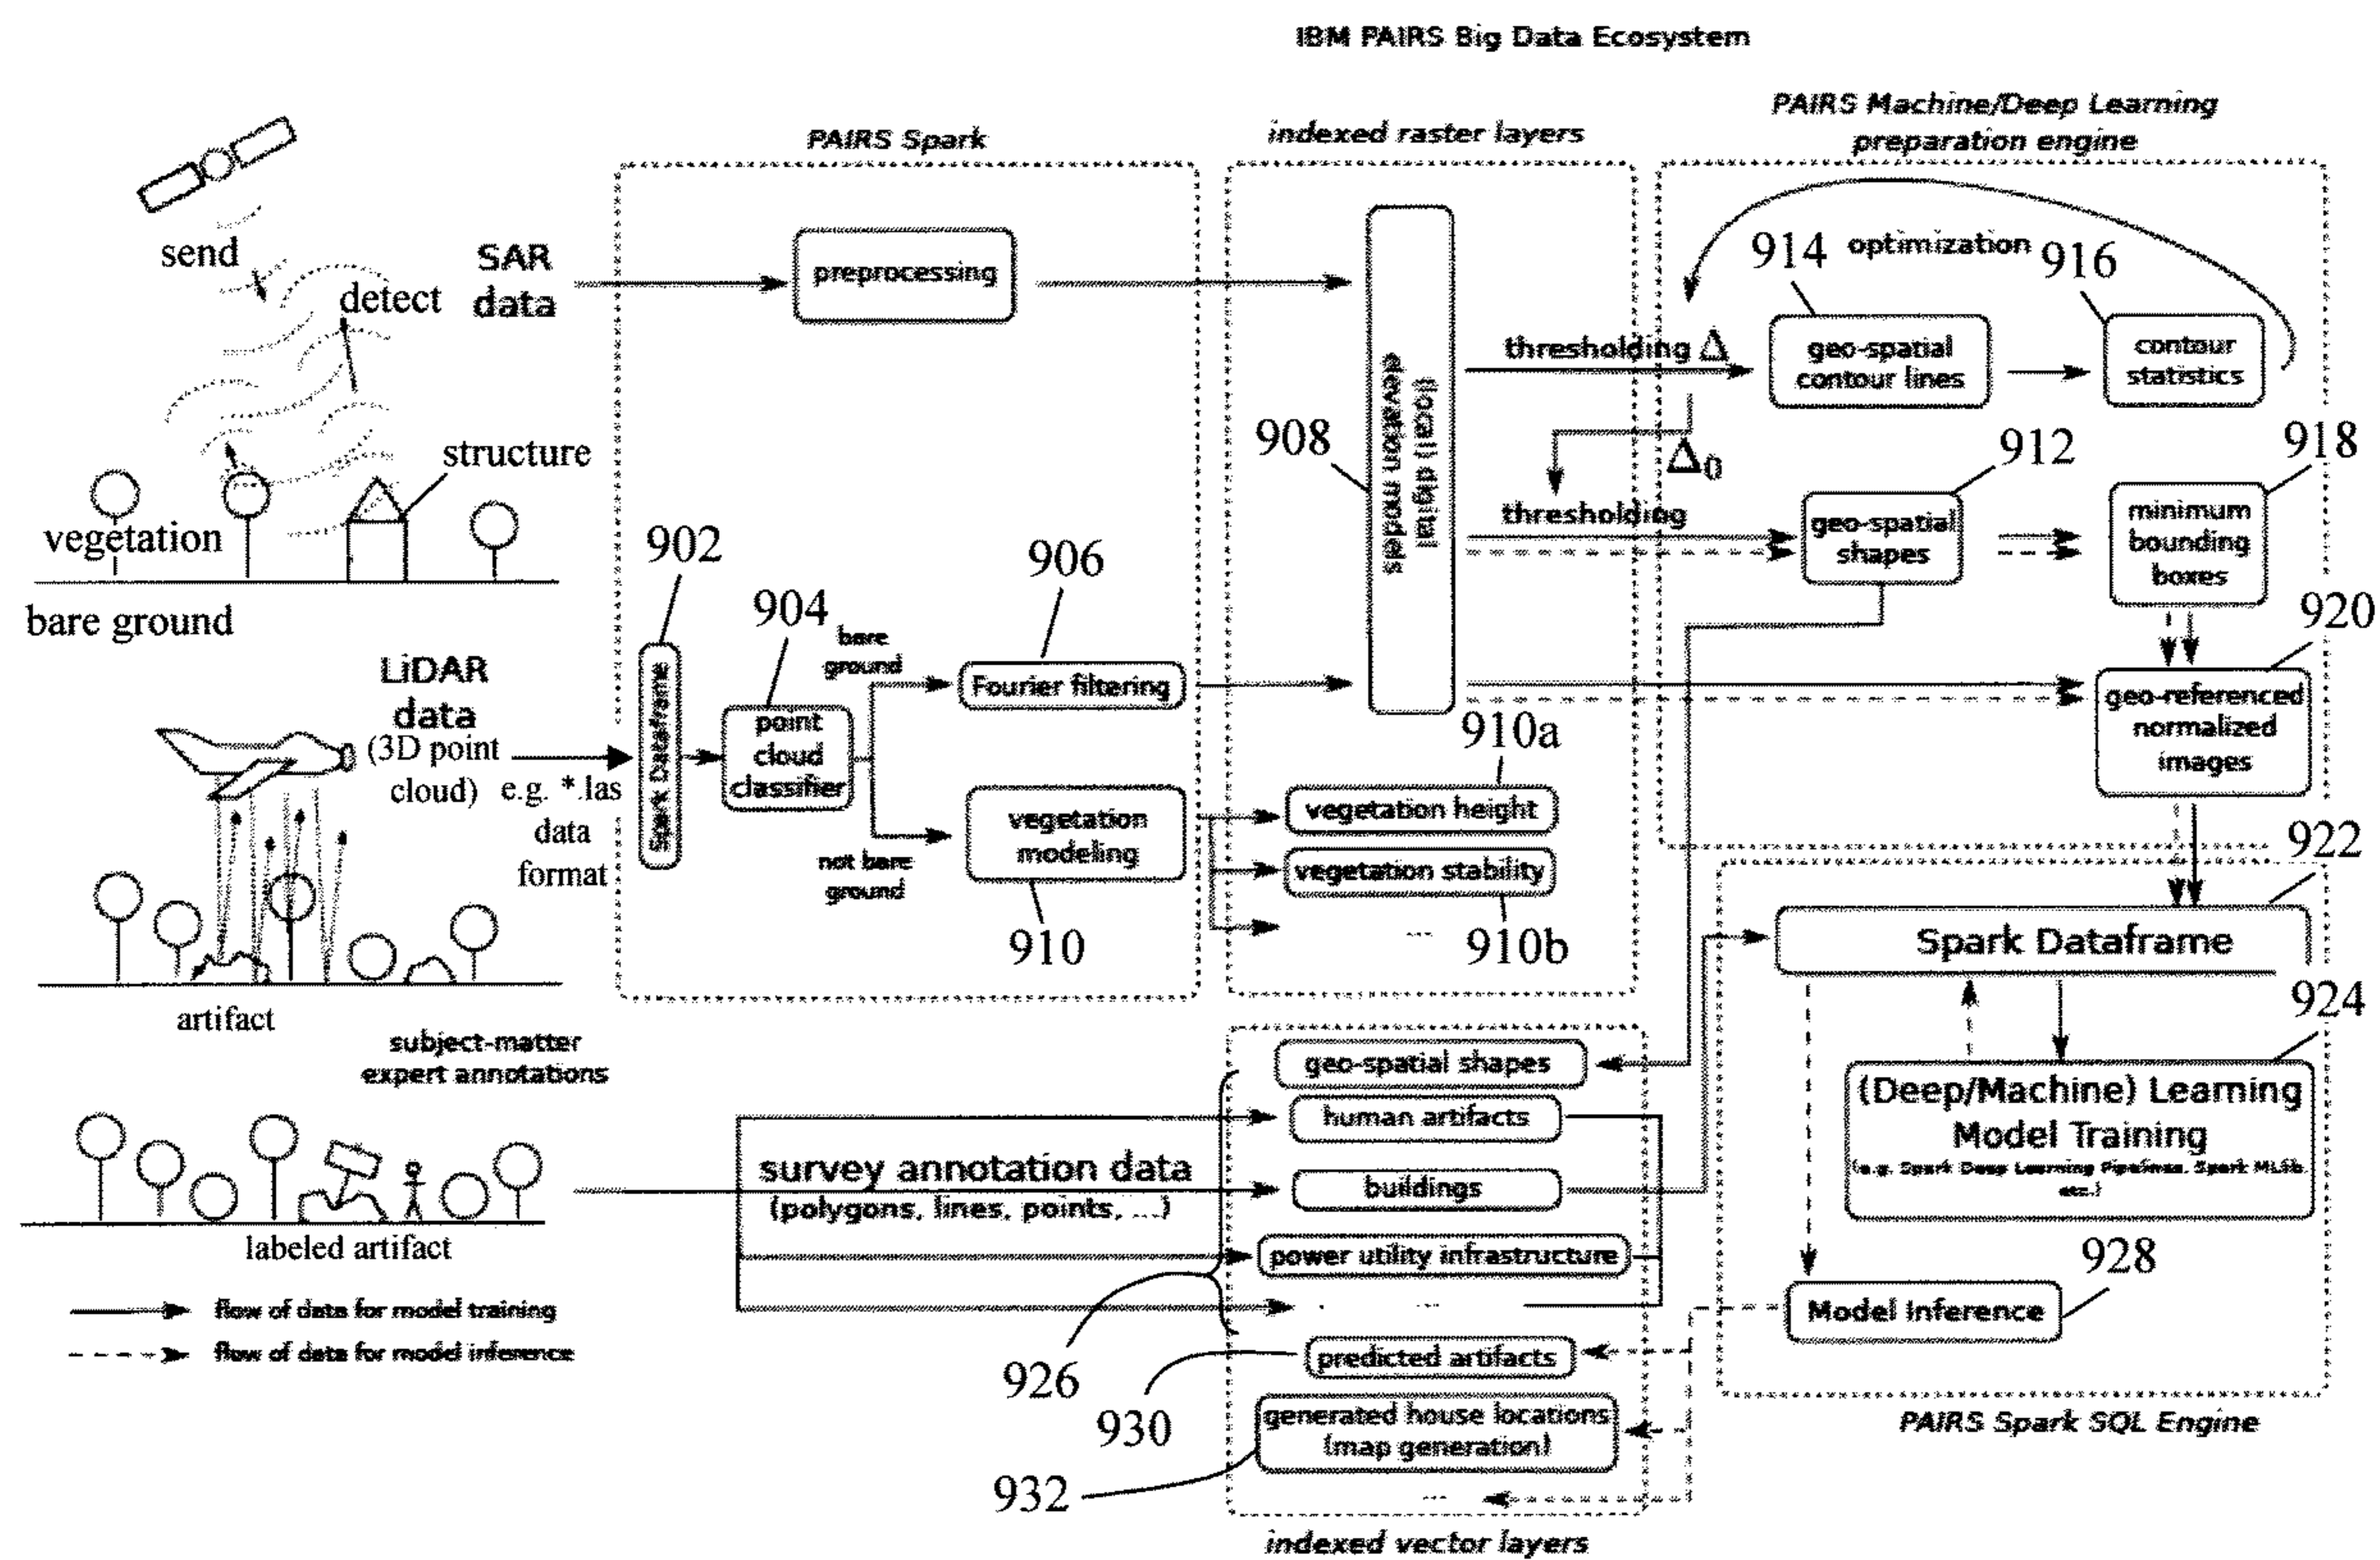 IBM PAIRS Big Data Ecosystem
PAIRS Machine/Deep Learning
preparation engine
PAIRS Spark
indexed raster layers
send
detect
SAR
data
structure
vegetation
bare ground
preprocessing
914
optimization
916
thresholding Δ
geo-spatial
contour lines
contour
statistics
(local) digital
elevation models
908
Δ0
912
918
thresholding
geo-spatial
shapes
minimum
bounding
boxes
902
904
906
920
bare
ground
Fourier filtering
Spark Dataframe
point
cloud
classifier
geo-referenced
normalized
images
LiDAR
data
(3D point
cloud)
e.g. *.las
data
format
910a
vegetation height
vegetation
modeling
not bare
ground
vegetation stability
922
910
...
910b
Spark Dataframe
924
artifact
subject-matter
expert annotations
geo-spatial shapes
human artifacts
(Deep/Machine) Learning
Model Training
(e.g. Spark Deep Learning Pipelines, Spark MLlib,
etc.)
survey annotation data
(polygons, lines, points, ...)
buildings
labeled artifact
power utility infrastructure
928
...
Model Inference
flow of data for model training
flow of data for model inference
926
predicted artifacts
930
generated house locations
(map generation)
PAIRS Spark SQL Engine
932
...
indexed vector layers